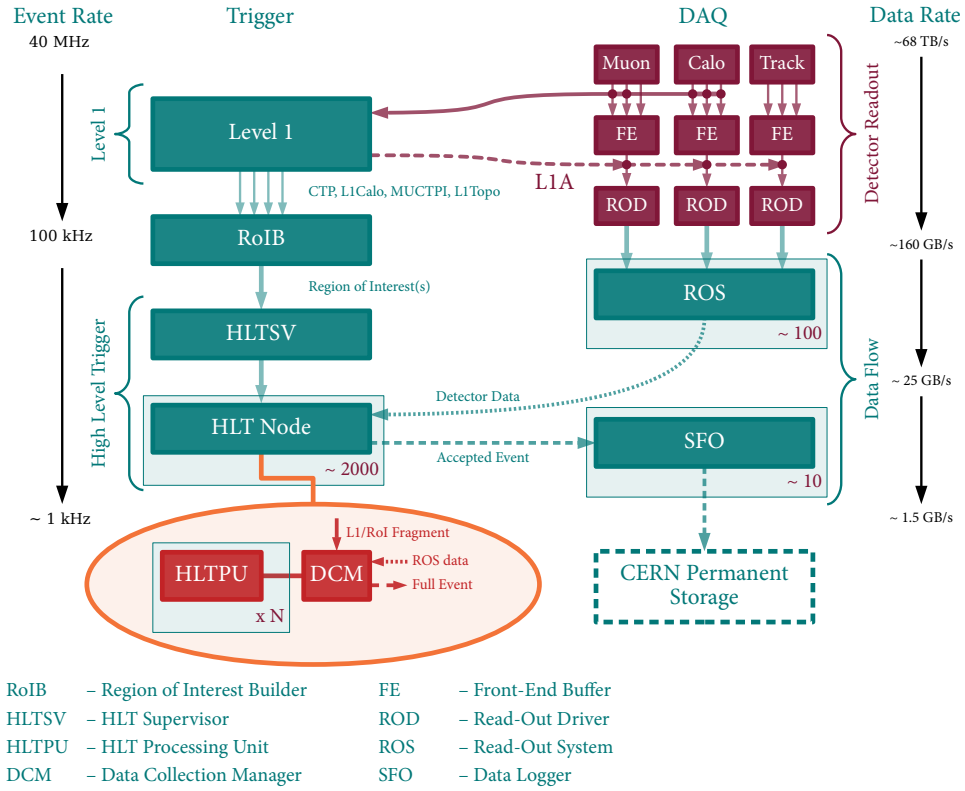 Event Rate
Trigger
DAQ
Data Rate
40 MHz
~68 TB/s
Muon
Calo
Track
Level 1
Level 1
FE
FE
FE
Detector Readout
L1A
CTP, L1Calo, MUCTPI, L1Topo
ROD
ROD
ROD
100 kHz
RoIB
~160 GB/s
Region of Interest(s)
ROS
~ 100
High Level Trigger
HLTSV
Data Flow
~ 25 GB/s
Detector Data
HLT Node
~ 2000
Accepted Event
SFO
~ 10
~ 1 kHz
~ 1.5 GB/s
L1/RoI Fragment
HLTPU
x N
DCM
ROS data
Full Event
CERN Permanent
Storage
RoIB – Region of Interest Builder
HLTSV – HLT Supervisor
HLTPU – HLT Processing Unit
DCM – Data Collection Manager
FE – Front-End Buffer
ROD – Read-Out Driver
ROS – Read-Out System
SFO – Data Logger